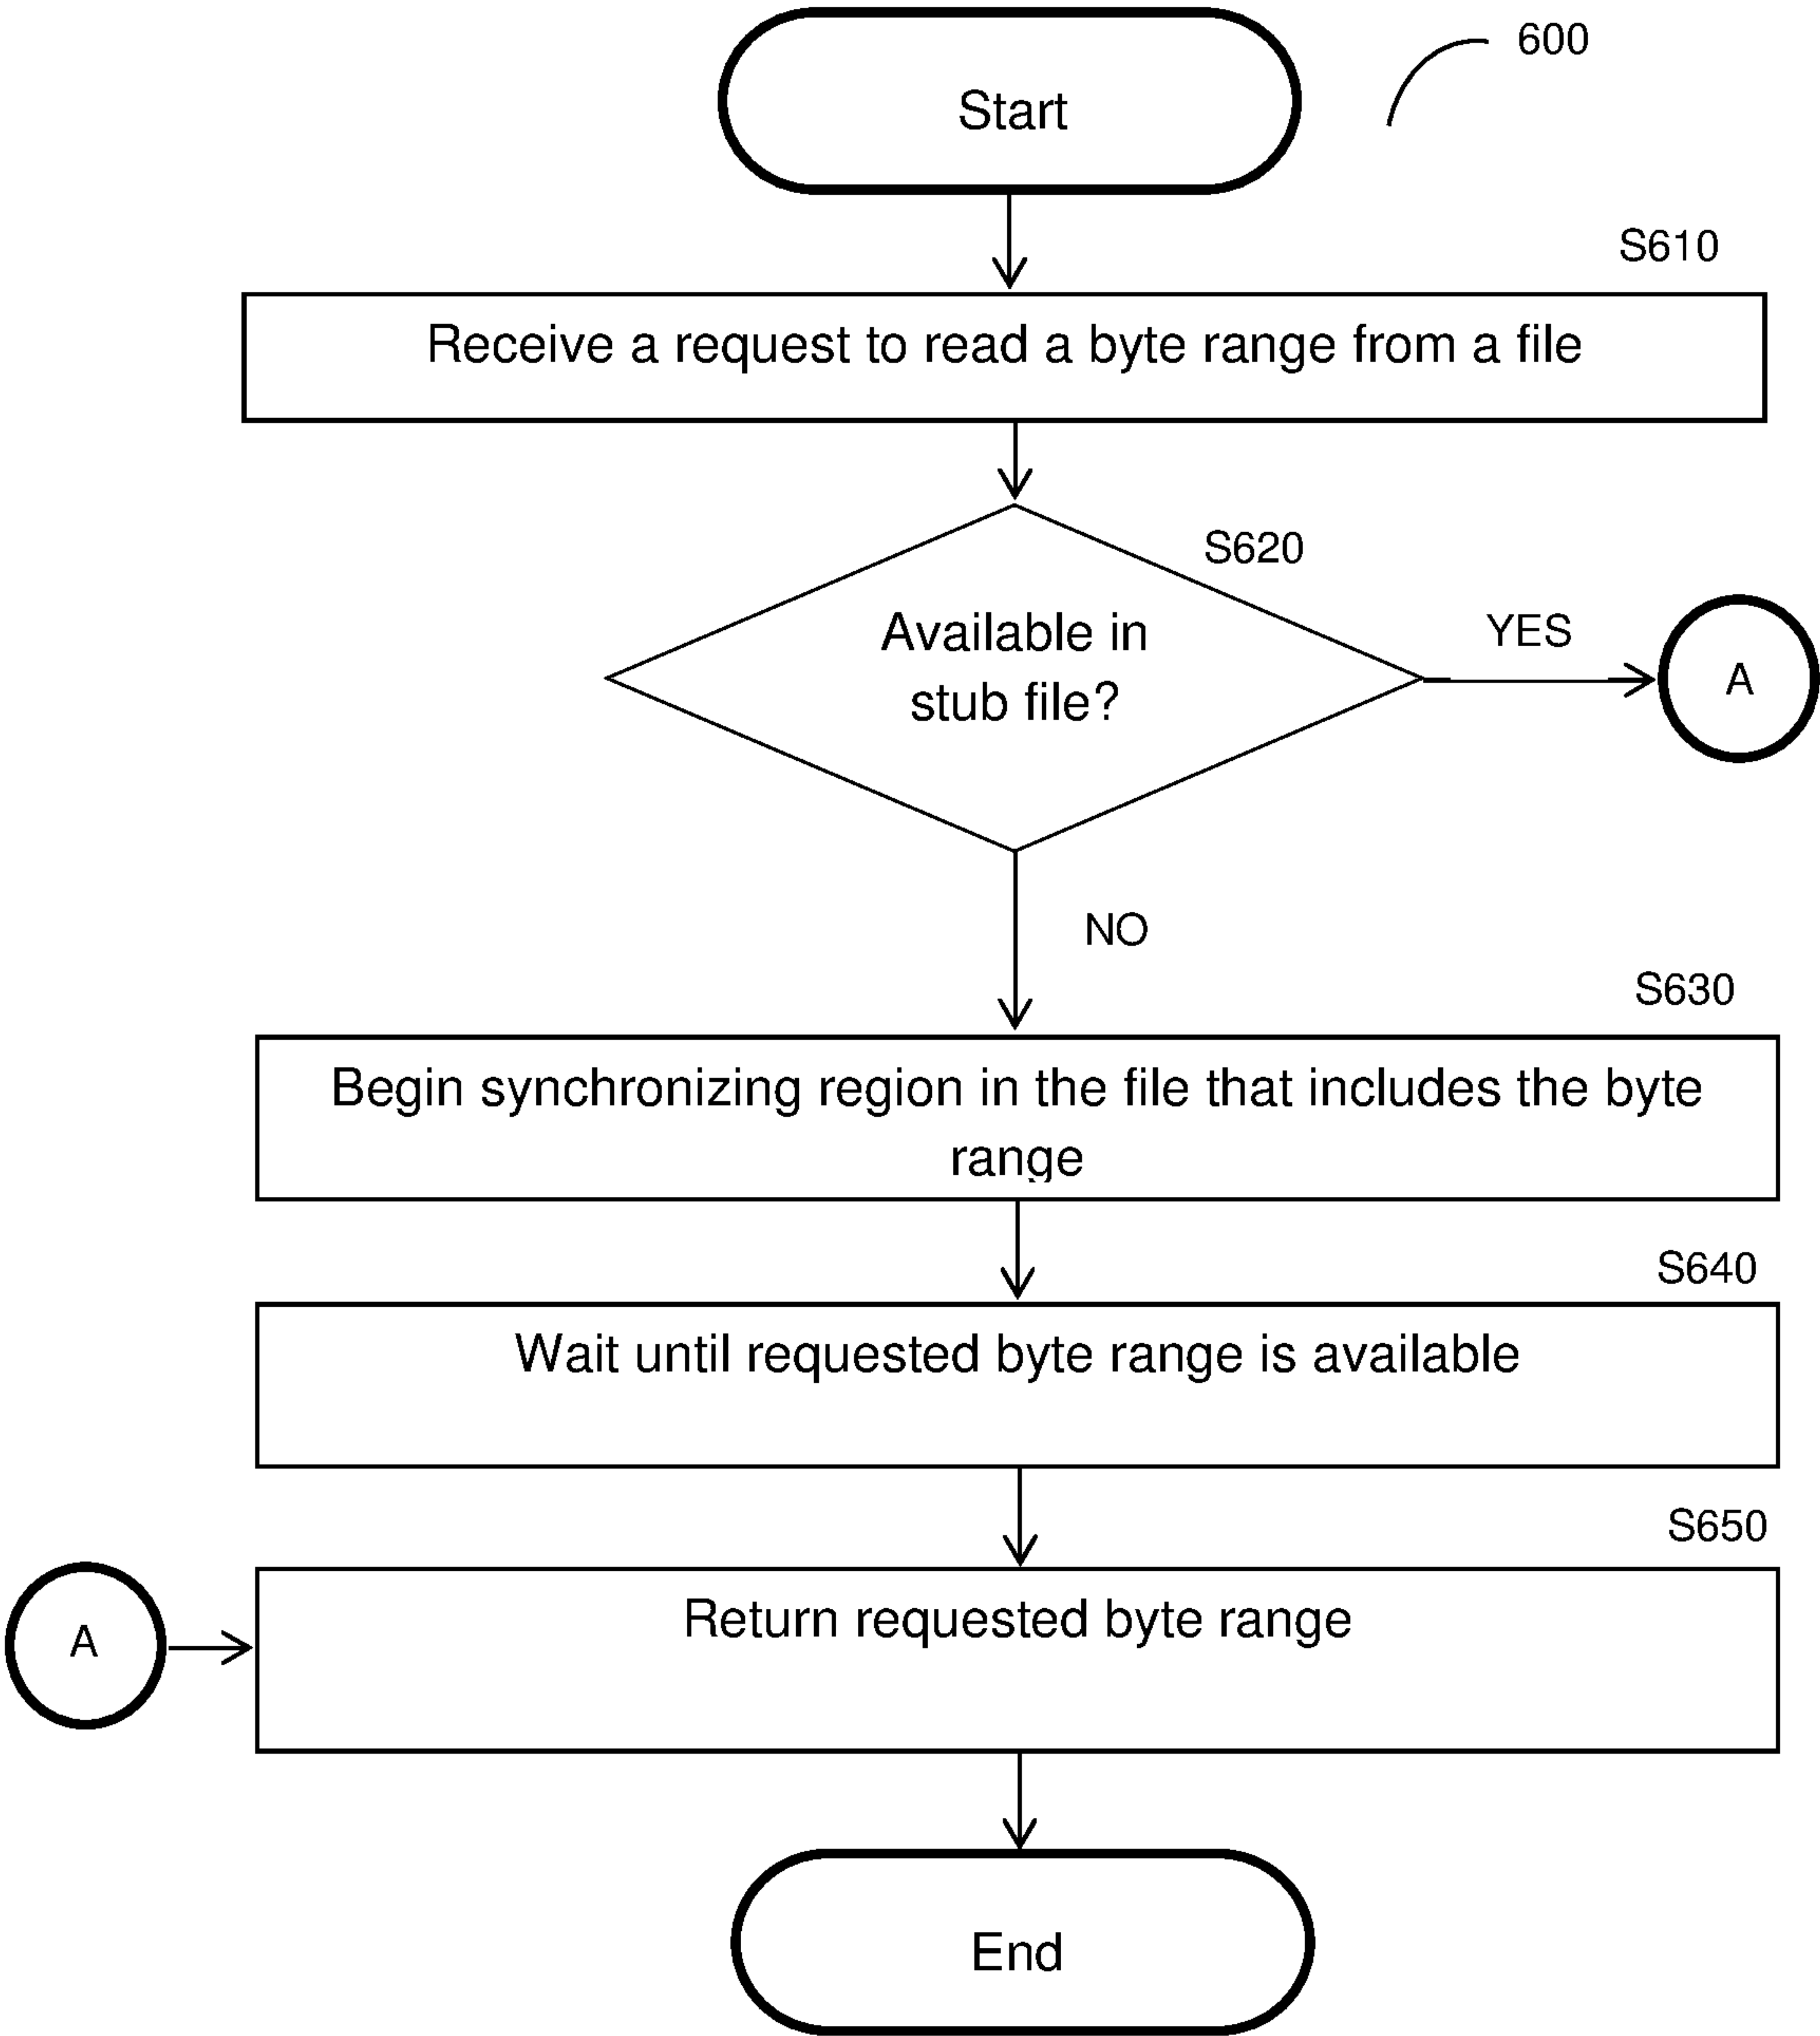 Start
600
S610
Receive a request to read a byte range from a file
S620
Available in
stub file?
YES
A
NO
S630
Begin synchronizing region in the file that includes the byte
range
S640
Wait until requested byte range is available
S650
Return requested byte range
A
End